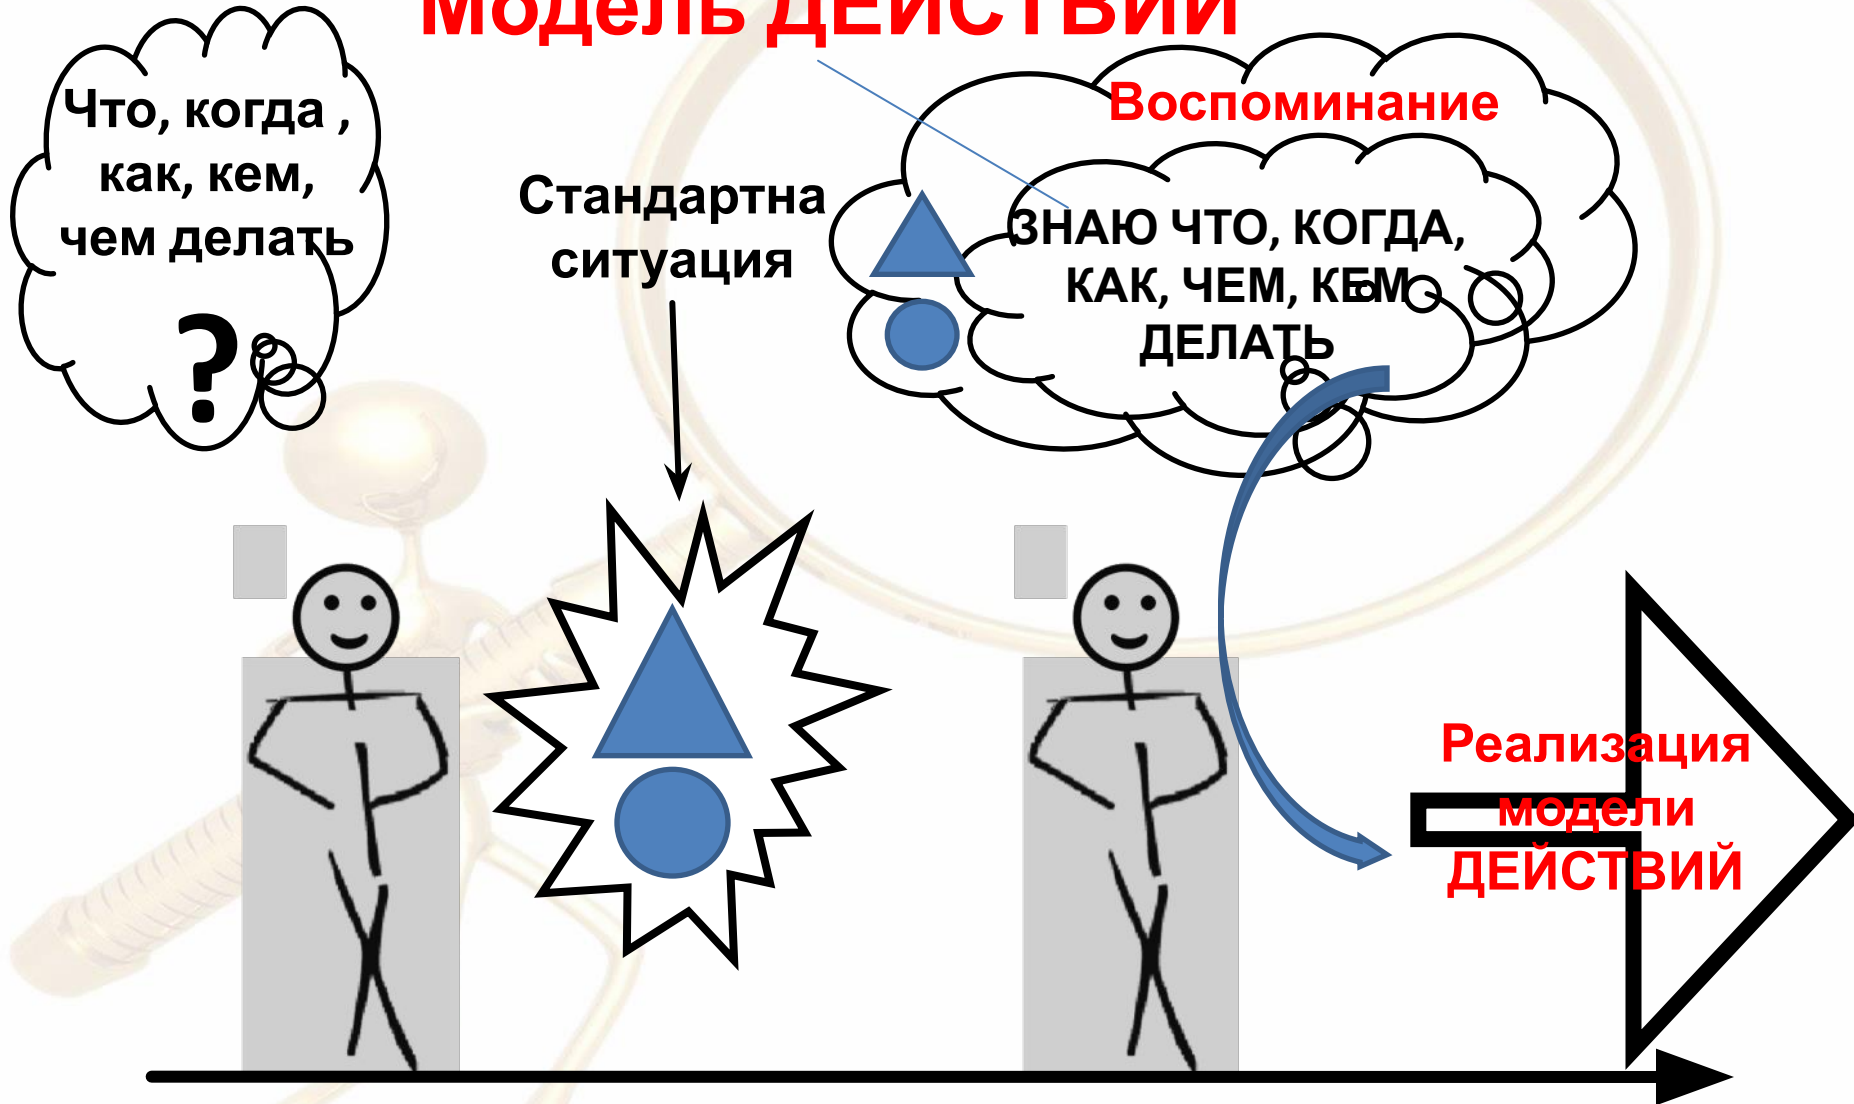 Модель ДЕЙСТВИЙ
Что, когда ,
как, кем,
чем делать
?
Стандартна
ситуация
Воспоминание
ЗНАЮ ЧТО, КОГДА,
КАК, ЧЕМ, КЕМ
ДЕЛАТЬ
Реализация
модели
ДЕЙСТВИЙ